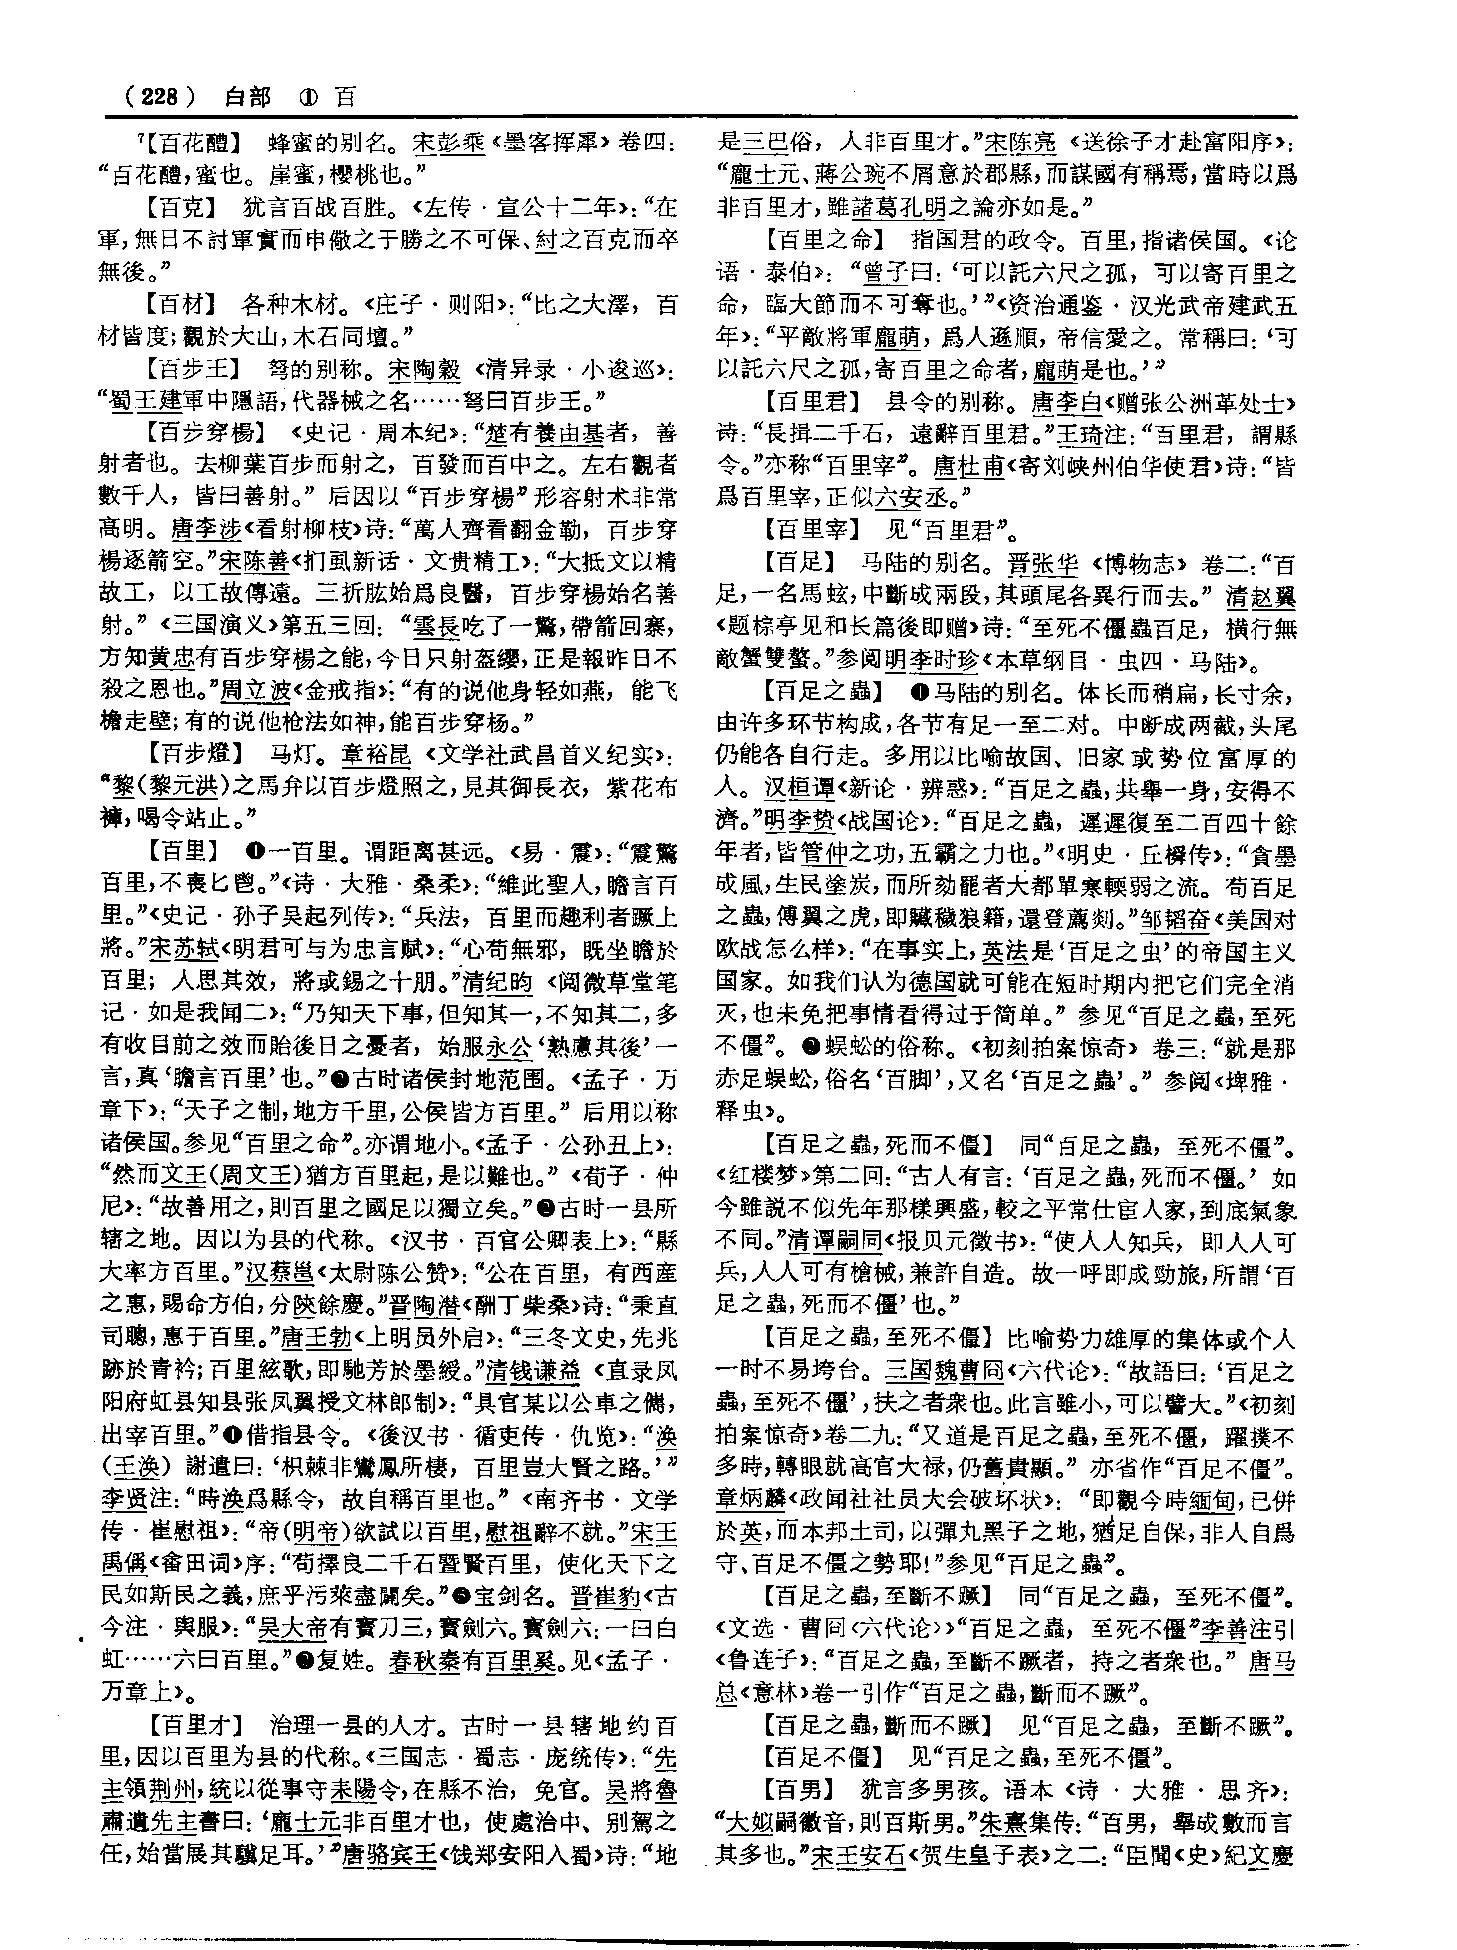 （228） 白部 ① 百
【百花醴】 蜂蜜的别名。宋彭乘《墨客挥犀》卷四：
“百花醴，蜜也。崖蜜，樱桃也。”
【百克】 犹言百战百胜。《左传·宣公十二年》：“在
軍，無日不討軍實而申儆之于勝之不可保、紂之百克而卒
無後。”
【百材】 各种木材。《庄子·则阳》：“比之大澤，百
材皆度；觀於大山，木石同壇。”
【百步王】 弩的别称。宋陶穀《清异录·小逡巡》：
“蜀王建軍中隱語，代器械之名……弩曰百步王。”
【百步穿楊】 《史记·周本纪》：“楚有養由基者，善
射者也。去柳葉百步而射之，百發而百中之。左右觀者
數千人，皆曰善射。” 后因以“百步穿楊”形容射术非常
高明。唐李涉《看射柳枝》诗：“萬人齊看翻金勒，百步穿
楊逐箭空。”宋陈善《扪虱新话·文贵精工》：“大抵文以精
故工，以工故傳遠。三折肱始爲良醫，百步穿楊始名善
射。”《三国演义》第五三回：“雲長吃了一驚，帶箭回寨，
方知黄忠有百步穿楊之能，今日只射盔纓，正是報昨日不
殺之恩也。”周立波《金戒指》：“有的说他身轻如燕，能飞
檐走壁；有的说他枪法如神，能百步穿杨。”
【百步燈】 马灯。章裕昆《文学社武昌首义纪实》：
“黎（黎元洪）之馬弁以百步燈照之，見其御長衣，紫花布
褲，喝令站止。”
【百里】 ❶一百里。谓距离甚远。《易·震》：“震驚
百里，不喪匕鬯。”《诗·大雅·桑柔》：“維此聖人，瞻言百
里。”《史记·孙子吴起列传》：“兵法，百里而趣利者蹶上
將。”宋苏轼《明君可与为忠言赋》：“心苟無邪，既坐瞻於
百里；人思其效，將或錫之十朋。”清纪昀《阅微草堂笔
记·如是我闻二》：“乃知天下事，但知其一，不知其二，多
有收目前之效而貽後日之憂者，始服永公‘熟慮其後’一
言，真‘瞻言百里’也。”❷古时诸侯封地范围。《孟子·万
章下》：“天子之制，地方千里，公侯皆方百里。” 后用以称
诸侯国。参见“百里之命”。亦谓地小。《孟子·公孙丑上》：
“然而文王（周文王）猶方百里起，是以難也。”《荀子·仲
尼》：“故善用之，則百里之國足以獨立矣。”❸古时一县所
辖之地。因以为县的代称。《汉书·百官公卿表上》：“縣
大率方百里。”汉蔡邕《太尉陈公赞》：“公在百里，有西産
之惠，賜命方伯，分陝餘慶。”晋陶潜《酬丁柴桑》诗：“秉直
司聰，惠于百里。”唐王勃《上明员外启》：“三冬文史，先兆
跡於青衿；百里絃歌，即馳芳於墨綬。”清钱谦益《直录凤
阳府虹县知县张凤翼授文林郎制》：“具官某以公車之儁，
出宰百里。”❹借指县令。《後汉书·循吏传·仇览》：“渙
（王渙）謝遣曰：‘枳棘非鸞鳳所棲，百里豈大賢之路。’”
李贤注：“時渙爲縣令，故自稱百里也。”《南齐书·文学
传·崔慰祖》：“帝（明帝）欲試以百里，慰祖辭不就。”宋王
禹偁《畲田词》序：“苟擇良二千石暨賢百里，使化天下之
民如斯民之義，庶乎污萊盡闢矣。”❺宝剑名。晋崔豹《古
今注·舆服》：“吴大帝有寶刀三，寶劍六。寶劍六：一曰白
虹……六曰百里。”❻复姓。春秋秦有百里奚。见《孟子·
万章上》。
【百里才】 治理一县的人才。古时一县辖地约百
里，因以百里为县的代称。《三国志·蜀志·庞统传》：“先
主領荆州，統以從事守耒陽令，在縣不治，免官。吴將魯
肅遺先主書曰：‘龐士元非百里才也，使處治中、别駕之
任，始當展其驥足耳。’”唐骆宾王《饯郑安阳入蜀》诗：“地
是三巴俗，人非百里才。”宋陈亮《送徐子才赴富阳序》：
“龐士元、蔣公琬不屑意於郡縣，而謀國有稱焉，當時以爲
非百里才，雖諸葛孔明之論亦如是。”
【百里之命】 指国君的政令。百里，指诸侯国。《论
语·泰伯》：“曾子曰：‘可以託六尺之孤，可以寄百里之
命，臨大節而不可奪也。’”《资治通鉴·汉光武帝建武五
年》：“平敵將軍龐萌，爲人遜順，帝信愛之。常稱曰：‘可
以託六尺之孤，寄百里之命者，龐萌是也。’”
【百里君】 县令的别称。唐李白《赠张公洲革处士》
诗：“長揖二千石，遠辭百里君。”王琦注：“百里君，謂縣
令。”亦称“百里宰”。唐杜甫《寄刘峡州伯华使君》诗：“皆
爲百里宰，正似六安丞。”
【百里宰】 见“百里君”。
【百足】 马陆的别名。晋张华《博物志》卷二：“百
足，一名馬蚿，中斷成兩段，其頭尾各異行而去。” 清赵翼
《题棕亭见和长篇後即赠》诗：“至死不僵蟲百足，横行無
敵蟹雙螯。”参阅明李时珍《本草纲目·虫四·马陆》。
【百足之蟲】 ❶马陆的别名。体长而稍扁，长寸余，
由许多环节构成，各节有足一至二对。中断成两截，头尾
仍能各自行走。多用以比喻故国、旧家或势位富厚的
人。汉桓谭《新论·辨惑》：“百足之蟲，共舉一身，安得不
濟。”明李贽《战国论》：“百足之蟲，遲遲復至二百四十餘
年者，皆管仲之功，五霸之力也。”《明史·丘橓传》：“貪墨
成風，生民塗炭，而所劾罷者大都單寒輭弱之流。苟百足
之蟲，傅翼之虎，即贓穢狼籍，還登薦剡。”邹韬奋《美国对
欧战怎么样》：“在事实上，英法是‘百足之虫’的帝国主义
国家。如我们认为德国就可能在短时期内把它们完全消
灭，也未免把事情看得过于简单。” 参见“百足之蟲，至死
不僵”。❷蜈蚣的俗称。《初刻拍案惊奇》卷三：“就是那
赤足蜈蚣，俗名‘百脚’，又名‘百足之蟲’。” 参阅《埤雅·
释虫》。
【百足之蟲，死而不僵】 同“百足之蟲，至死不僵”。
《红楼梦》第二回：“古人有言：‘百足之蟲，死而不僵。’ 如
今雖説不似先年那様興盛，較之平常仕宦人家，到底氣象
不同。”清谭嗣同《报贝元徵书》：“使人人知兵，即人人可
兵，人人可有槍械，兼許自造。故一呼即成勁旅，所謂‘百
足之蟲，死而不僵’也。”
【百足之蟲，至死不僵】比喻势力雄厚的集体或个人
一时不易垮台。三国魏曹冏《六代论》：“故語曰：‘百足之
蟲，至死不僵’，扶之者衆也。此言雖小，可以譬大。”《初刻
拍案惊奇》卷二九：“又道是百足之蟲，至死不僵，躍撲不
多時，轉眼就高官大禄，仍舊貴顯。” 亦省作“百足不僵”。
章炳麟《政闻社社员大会破坏状》：“即觀今時緬甸，已併
於英，而本邦土司，以彈丸黑子之地，猶足自保，非人自爲
守、百足不僵之勢耶！”参见“百足之蟲”。
【百足之蟲，至斷不蹶】 同“百足之蟲，至死不僵”。
《文选·曹冏〈六代论〉》“百足之蟲，至死不僵”李善注引
《鲁连子》：“百足之蟲，至斷不蹶者，持之者衆也。” 唐马
总《意林》卷一引作“百足之蟲，斷而不蹶”。
【百足之蟲，斷而不蹶】 见“百足之蟲，至斷不蹶”。
【百足不僵】 见“百足之蟲，至死不僵”。
【百男】 犹言多男孩。语本《诗·大雅·思齐》：
“大姒嗣徽音，則百斯男。”朱熹集传：“百男，舉成數而言
其多也。”宋王安石《贺生皇子表》之二：“臣聞《史》紀文慶